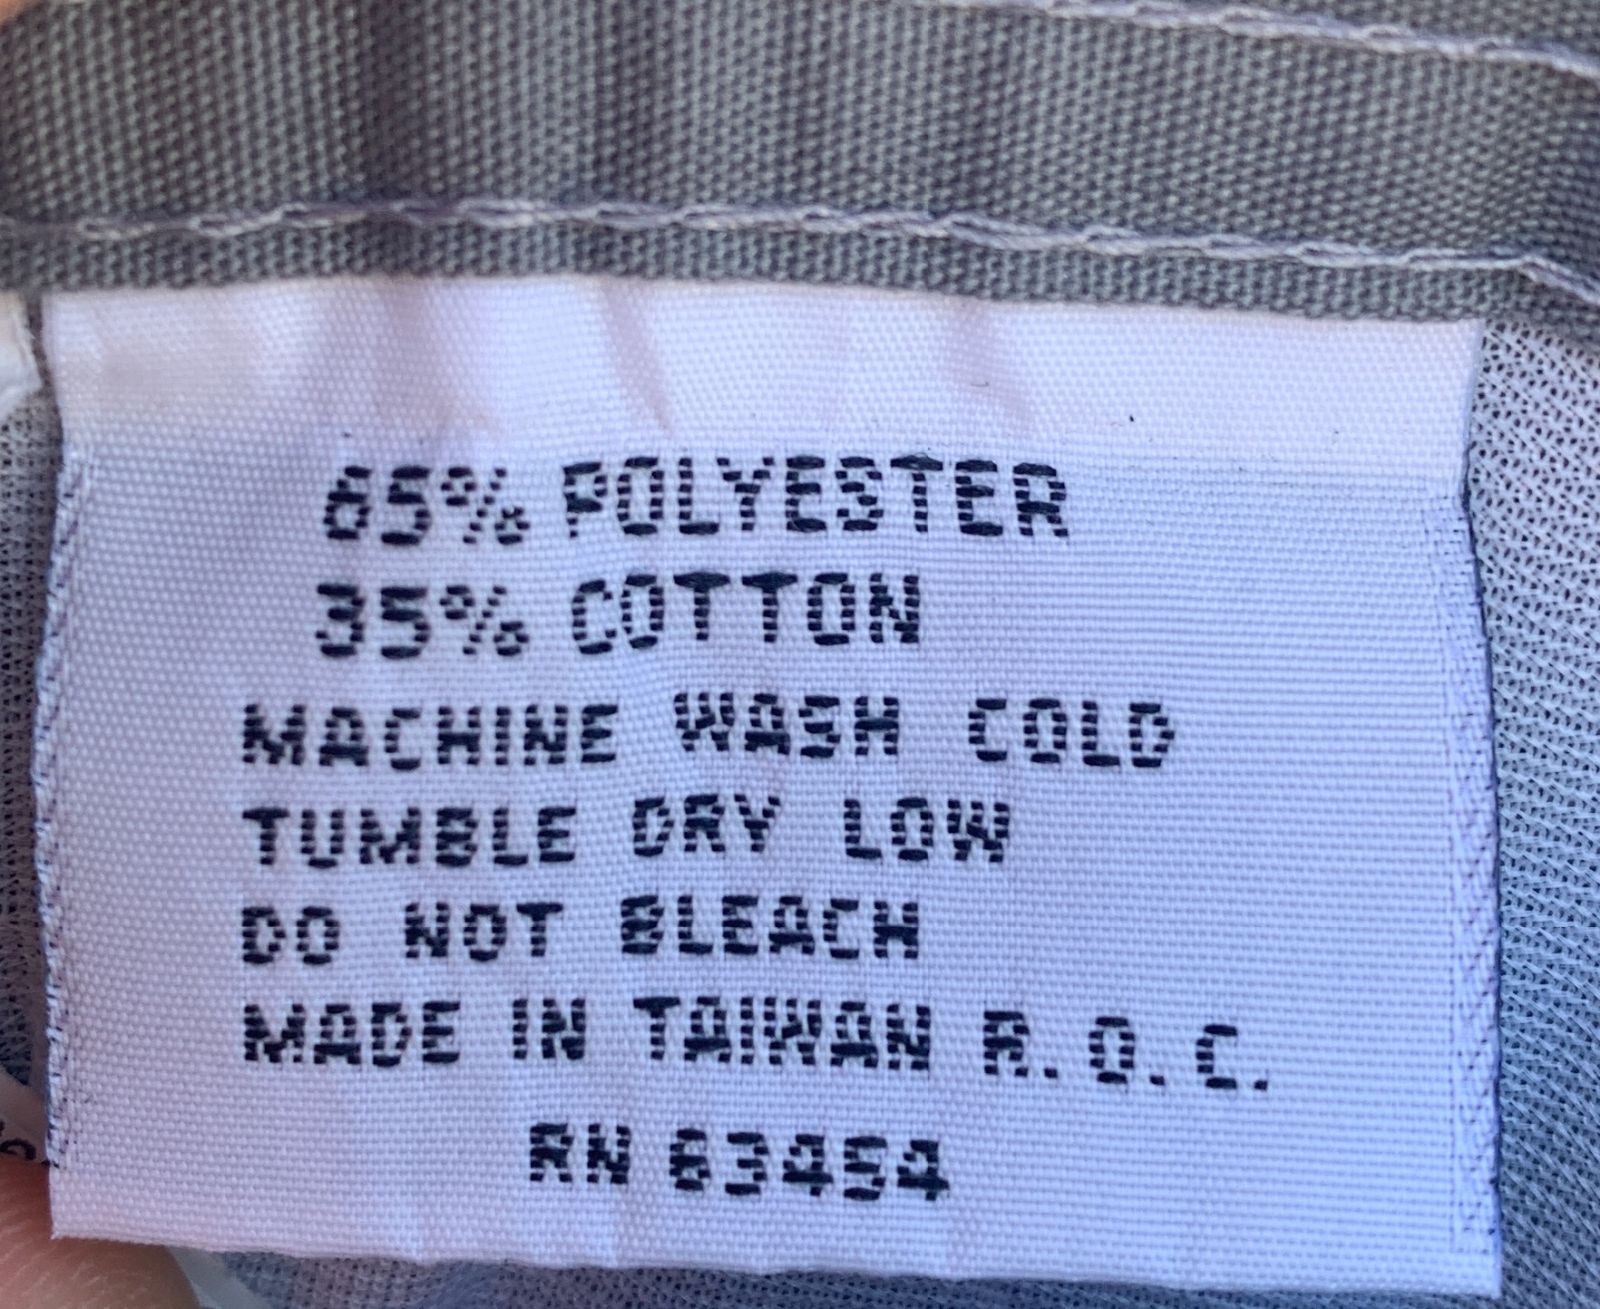 65% POLYESTER
35% COTTON
MACHINE WASH COLD
TUMBLE DRY LOW
DO NOT BLEACH
MADE IN TAIWAN R.O.C.
RN 63454